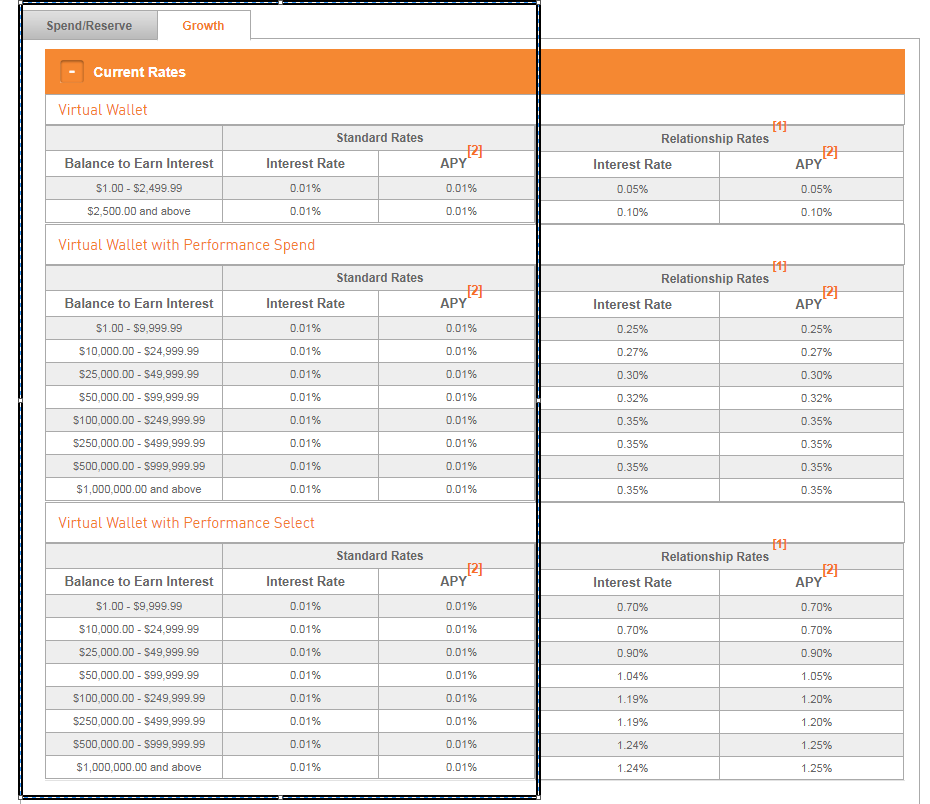 Spend/Reserve Growth
- Current Rates
Virtual Wallet
Standard Rates Relationship Rates [1]
Balance to Earn Interest Interest Rate APY [2] Interest Rate APY [2]
$1.00 - $2,499.99 0.01% 0.01% 0.05% 0.05%
$2,500.00 and above 0.01% 0.01% 0.10% 0.10%
Virtual Wallet with Performance Spend
Standard Rates Relationship Rates [1]
Balance to Earn Interest Interest Rate APY [2] Interest Rate APY [2]
$1.00 - $9,999.99 0.01% 0.01% 0.25% 0.25%
$10,000.00 - $24,999.99 0.01% 0.01% 0.27% 0.27%
$25,000.00 - $49,999.99 0.01% 0.01% 0.30% 0.30%
$50,000.00 - $99,999.99 0.01% 0.01% 0.32% 0.32%
$100,000.00 - $249,999.99 0.01% 0.01% 0.35% 0.35%
$250,000.00 - $499,999.99 0.01% 0.01% 0.35% 0.35%
$500,000.00 - $999,999.99 0.01% 0.01% 0.35% 0.35%
$1,000,000.00 and above 0.01% 0.01% 0.35% 0.35%
Virtual Wallet with Performance Select
Standard Rates Relationship Rates [1]
Balance to Earn Interest Interest Rate APY [2] Interest Rate APY [2]
$1.00 - $9,999.99 0.01% 0.01% 0.70% 0.70%
$10,000.00 - $24,999.99 0.01% 0.01% 0.70% 0.70%
$25,000.00 - $49,999.99 0.01% 0.01% 0.90% 0.90%
$50,000.00 - $99,999.99 0.01% 0.01% 1.04% 1.05%
$100,000.00 - $249,999.99 0.01% 0.01% 1.19% 1.20%
$250,000.00 - $499,999.99 0.01% 0.01% 1.19% 1.20%
$500,000.00 - $999,999.99 0.01% 0.01% 1.24% 1.25%
$1,000,000.00 and above 0.01% 0.01% 1.24% 1.25%